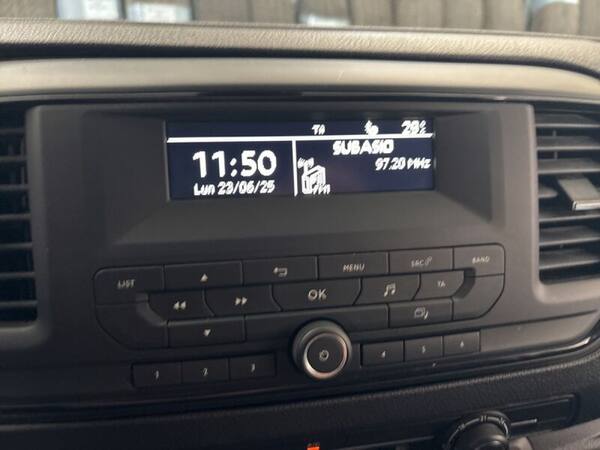 TA
SUBASIO
11:50
97.20 MHz
Lun 23/06/25
LIST
MENU
SRC
BAND
OK
TA
1 2 3
4 5 6